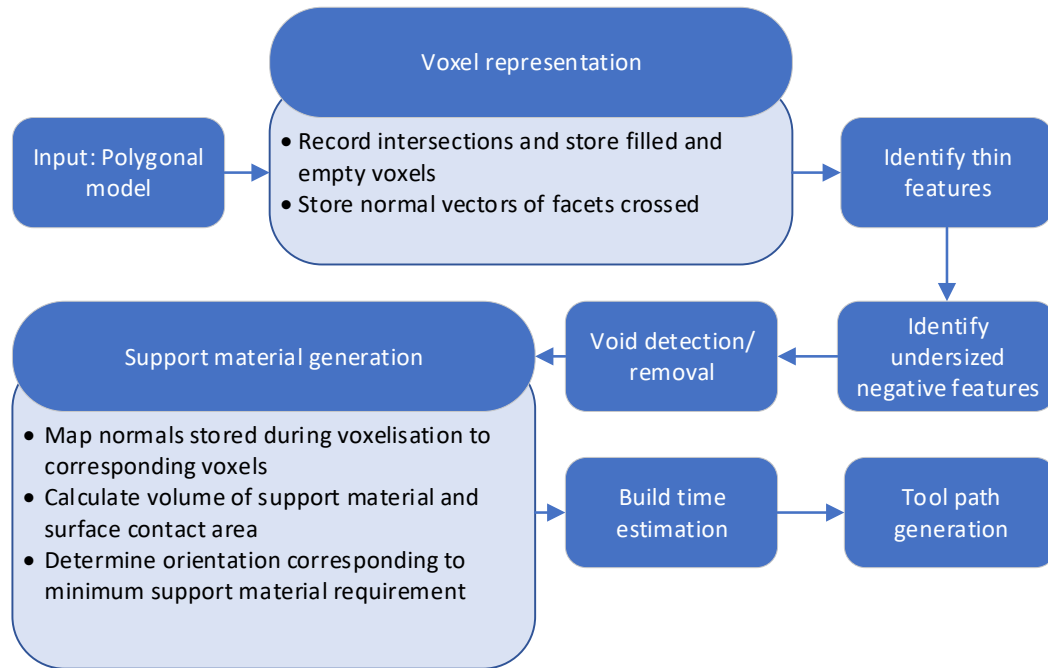 Voxel representation
Input: Polygonal
model
• Record intersections and store filled and
empty voxels
• Store normal vectors of facets crossed
Identify thin
features
Identify
undersized
negative features
Void detection/
removal
Support material generation
• Map normals stored during voxelisation to
corresponding voxels
• Calculate volume of support material and
surface contact area
• Determine orientation corresponding to
minimum support material requirement
Build time
estimation
Tool path
generation